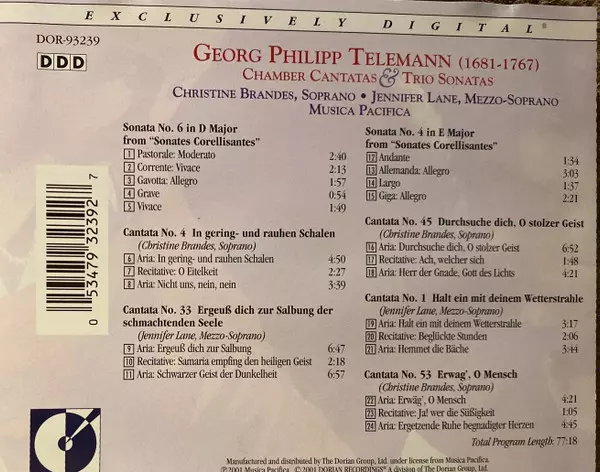 EXCLUSIVELY DIGITAL®
DOR-93239
DDD
GEORG PHILIPP TELEMANN (1681-1767)
CHAMBER CANTATAS & TRIO SONATAS
CHRISTINE BRANDES, SOPRANO • JENNIFER LANE, MEZZO-SOPRANO
MUSICA PACIFICA
Sonata No. 6 in D Major
from "Sonates Corellisantes"
1 Pastorale: Moderato 2:40
2 Corrente: Vivace 2:13
3 Gavotta: Allegro 1:57
4 Grave 0:54
5 Vivace 1:49
Cantata No. 4 In gering- und rauhen Schalen
(Christine Brandes, Soprano)
6 Aria: In gering- und rauhen Schalen 4:50
7 Recitative: O Eitelkeit 2:27
8 Aria: Nicht uns, nein, nein 3:39
Cantata No. 33 Ergeuß dich zur Salbung der
schmachtenden Seele
(Jennifer Lane, Mezzo-Soprano)
9 Aria: Ergeuß dich zur Salbung 6:47
10 Recitative: Samaria empfing den heiligen Geist 2:18
11 Aria: Schwarzer Geist der Dunkelheit 6:57
Sonata No. 4 in E Major
from "Sonates Corellisantes"
12 Andante 1:34
13 Allemanda: Allegro 3:03
14 Largo 1:37
15 Giga: Allegro 2:21
Cantata No. 45 Durchsuche dich, O stolzer Geist
(Christine Brandes, Soprano)
16 Aria: Durchsuche dich, O stolzer Geist 6:52
17 Recitative: Ach, welcher sich 1:48
18 Aria: Herr der Gnade, Gott des Lichts 4:21
Cantata No. 1 Halt ein mit deinem Wetterstrahle
(Jennifer Lane, Mezzo-Soprano)
19 Aria: Halt ein mit deinem Wetterstrahle 3:17
20 Recitative: Beglückte Stunden 2:06
21 Aria: Hemmet die Bäche 3:44
Cantata No. 53 Erwag', O Mensch
(Christine Brandes, Soprano)
22 Aria: Erwäg', O Mensch 4:21
23 Recitative: Ja! wer die Süßigkeit 1:05
24 Aria: Ergetzende Ruhe begnadigter Herzen 4:45
Total Program Length: 77:18
0 53479 32392 7
Manufactured and distributed by The Dorian Group, Ltd. under license from Musica Pacifica.
℗2001 Musica Pacifica © 2001 DORIAN RECORDINGS® A division of The Dorian Group, Ltd.